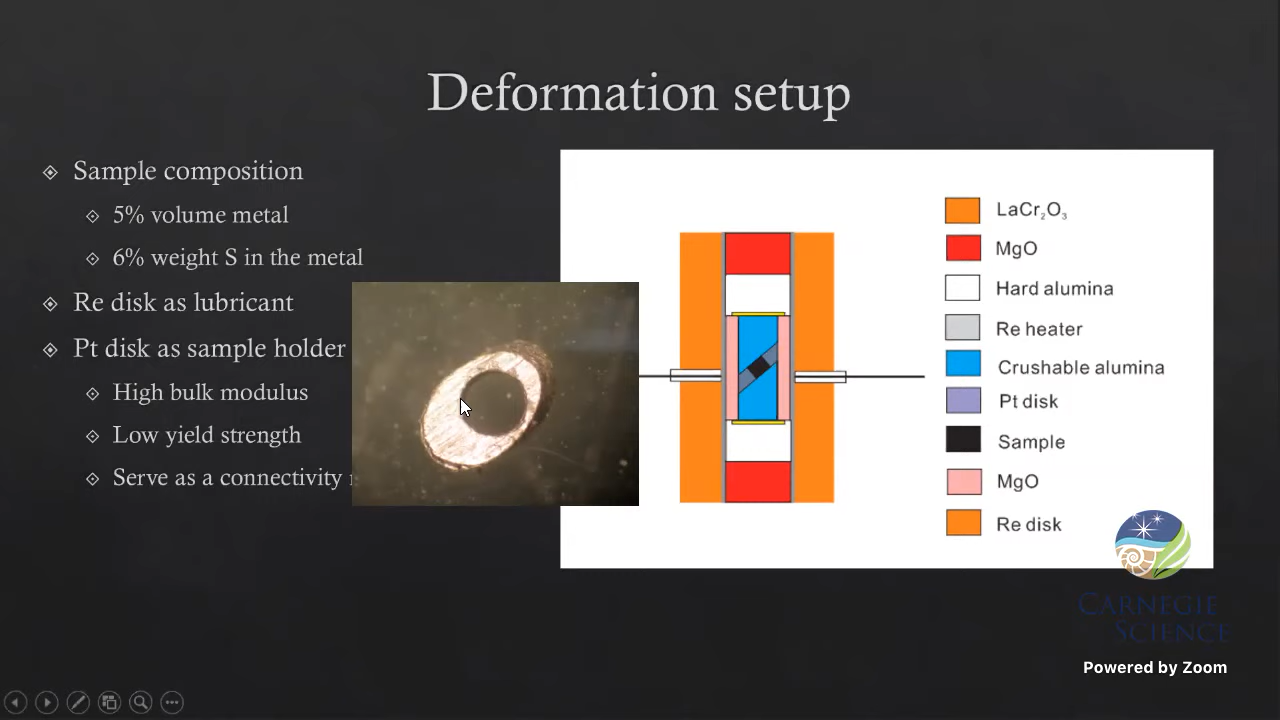 Deformation setup
Sample composition
5% volume metal
6% weight S in the metal
Re disk as lubricant
Pt disk as sample holder
High bulk modulus
Low yield strength
Serve as a connectivity
LaCr₂O₃
MgO
Hard alumina
Re heater
Crushable alumina
Pt disk
Sample
MgO
Re disk
CARNEGIE
SCIENCE
Powered by Zoom